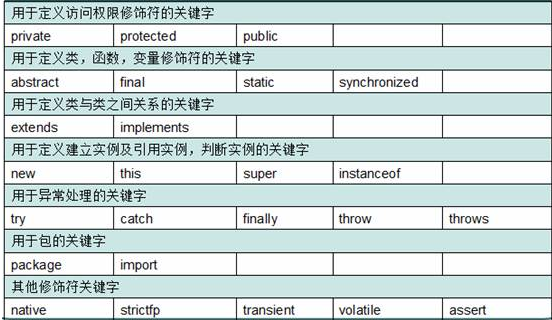 用于定义访问权限修饰符的关键字
private protected public
用于定义类，函数，变量修饰符的关键字
abstract final static synchronized
用于定义类与类之间关系的关键字
extends implements
用于定义建立实例及引用实例，判断实例的关键字
new this super instanceof
用于异常处理的关键字
try catch finally throw throws
用于包的关键字
package import
其他修饰符关键字
native strictfp transient volatile assert